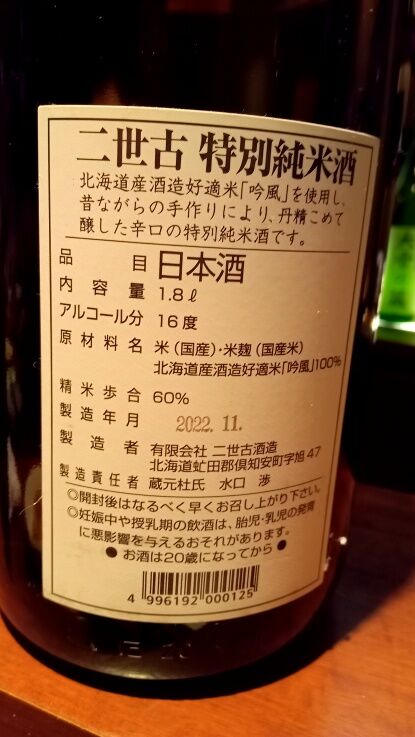 二世古 特別純米酒
北海道産酒造好適米「吟風」を使用し、
昔ながらの手作りにより、丹精こめて
醸した辛口の特別純米酒です。
品目 日本酒
内容量 1.8ℓ
アルコール分 16度
原材料名 米(国産)・米麹(国産米)
北海道産酒造好適米「吟風」100%
精米歩合 60%
製造年月 2022.11.
製造者 有限会社 二世古酒造
北海道虻田郡倶知安町字旭47
製造責任者 蔵元杜氏 水口 渉
◎開封後はなるべく早くお召し上がり下さい。
◎妊娠中や授乳期の飲酒は、胎児・乳児の発育
に悪影響を与えるおそれがあります。
● お酒は20歳になってから ●
4 996192 000125